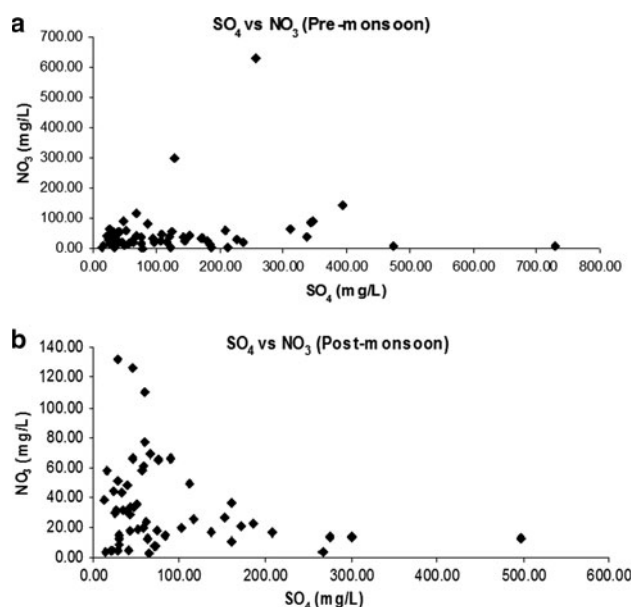 a
SO4 vs NO3 (Pre-monsoon)
700.00
600.00
500.00
400.00
300.00
200.00
100.00
0.00
NO3 (mg/L)
0.00 100.00 200.00 300.00 400.00 500.00 600.00 700.00 800.00
SO4 (mg/L)
b
SO4 vs NO3 (Post-monsoon)
140.00
120.00
100.00
80.00
60.00
40.00
20.00
0.00
NO3 (mg/L)
0.00 100.00 200.00 300.00 400.00 500.00 600.00
SO4 (mg/L)